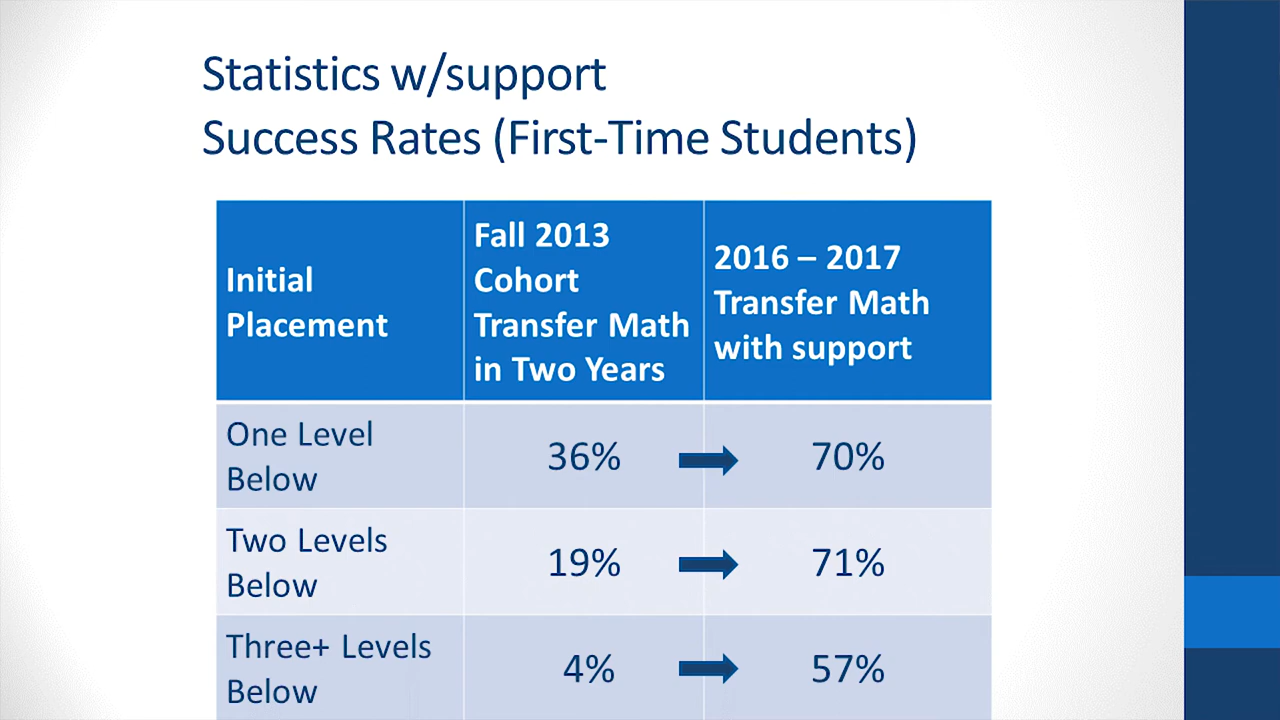 Statistics w/support
Success Rates (First-Time Students)
Initial
Placement
Fall 2013
Cohort
Transfer Math
in Two Years
2016 – 2017
Transfer Math
with support
One Level
Below
36%
70%
Two Levels
Below
19%
71%
Three+ Levels
Below
4%
57%